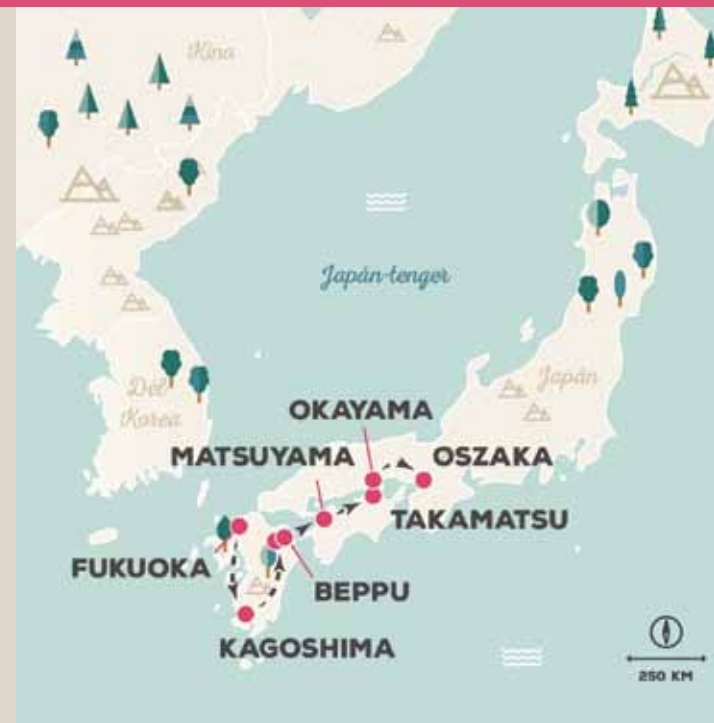 Kína
Japán-tenger
Dél
Korea
Japán
OKAYAMA
MATSUYAMA
OSZAKA
TAKAMATSU
FUKUOKA
BEPPU
KAGOSHIMA
250 KM